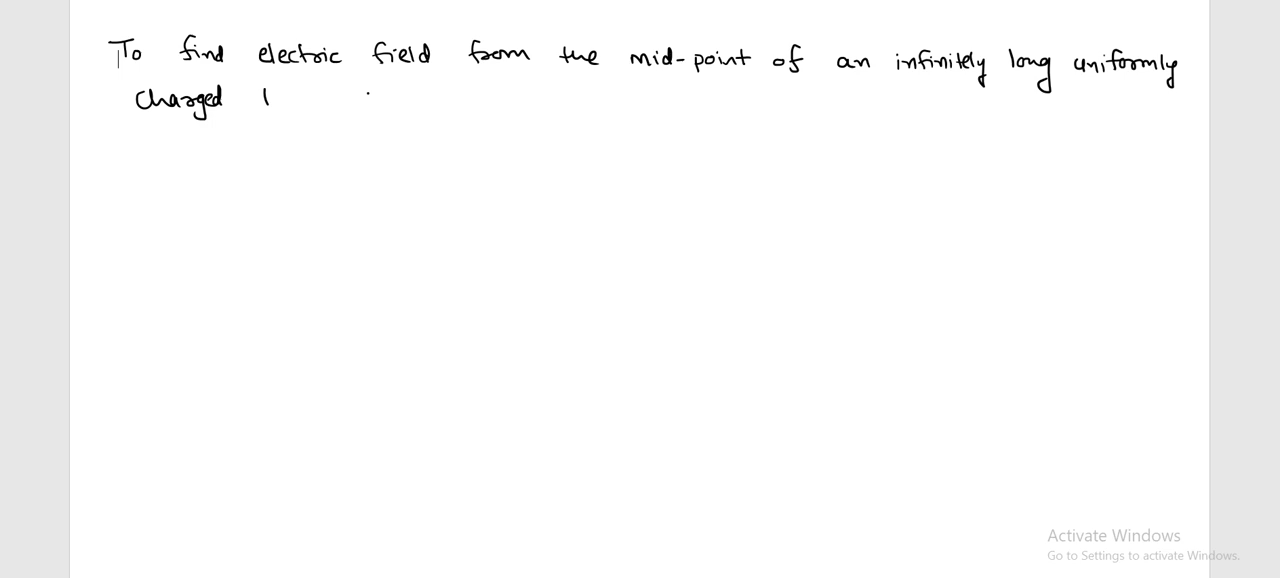 To find electric field from the mid-point of an infinitely long uniformly
charged l
Activate Windows
Go to Settings to activate Windows.